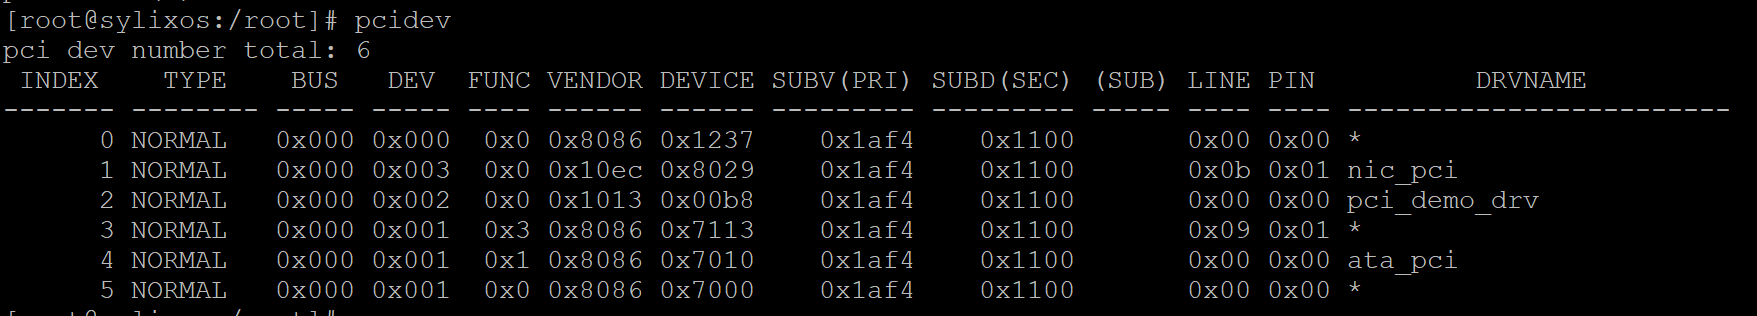 [root@sylixos:/root]# pcidev
pci dev number total: 6
 INDEX    TYPE    BUS   DEV  FUNC VENDOR DEVICE SUBV(PRI) SUBD(SEC) (SUB) LINE PIN          DRVNAME
------- -------- ----- ----- ---- ------ ------ --------- --------- ----- ---- ---- ------------------------
      0 NORMAL   0x000 0x000  0x0 0x8086 0x1237    0x1af4    0x1100       0x00 0x00 *
      1 NORMAL   0x000 0x003  0x0 0x10ec 0x8029    0x1af4    0x1100       0x0b 0x01 nic_pci
      2 NORMAL   0x000 0x002  0x0 0x1013 0x00b8    0x1af4    0x1100       0x00 0x00 pci_demo_drv
      3 NORMAL   0x000 0x001  0x3 0x8086 0x7113    0x1af4    0x1100       0x09 0x01 *
      4 NORMAL   0x000 0x001  0x1 0x8086 0x7010    0x1af4    0x1100       0x00 0x00 ata_pci
      5 NORMAL   0x000 0x001  0x0 0x8086 0x7000    0x1af4    0x1100       0x00 0x00 *
[root@sylixos:/root]#